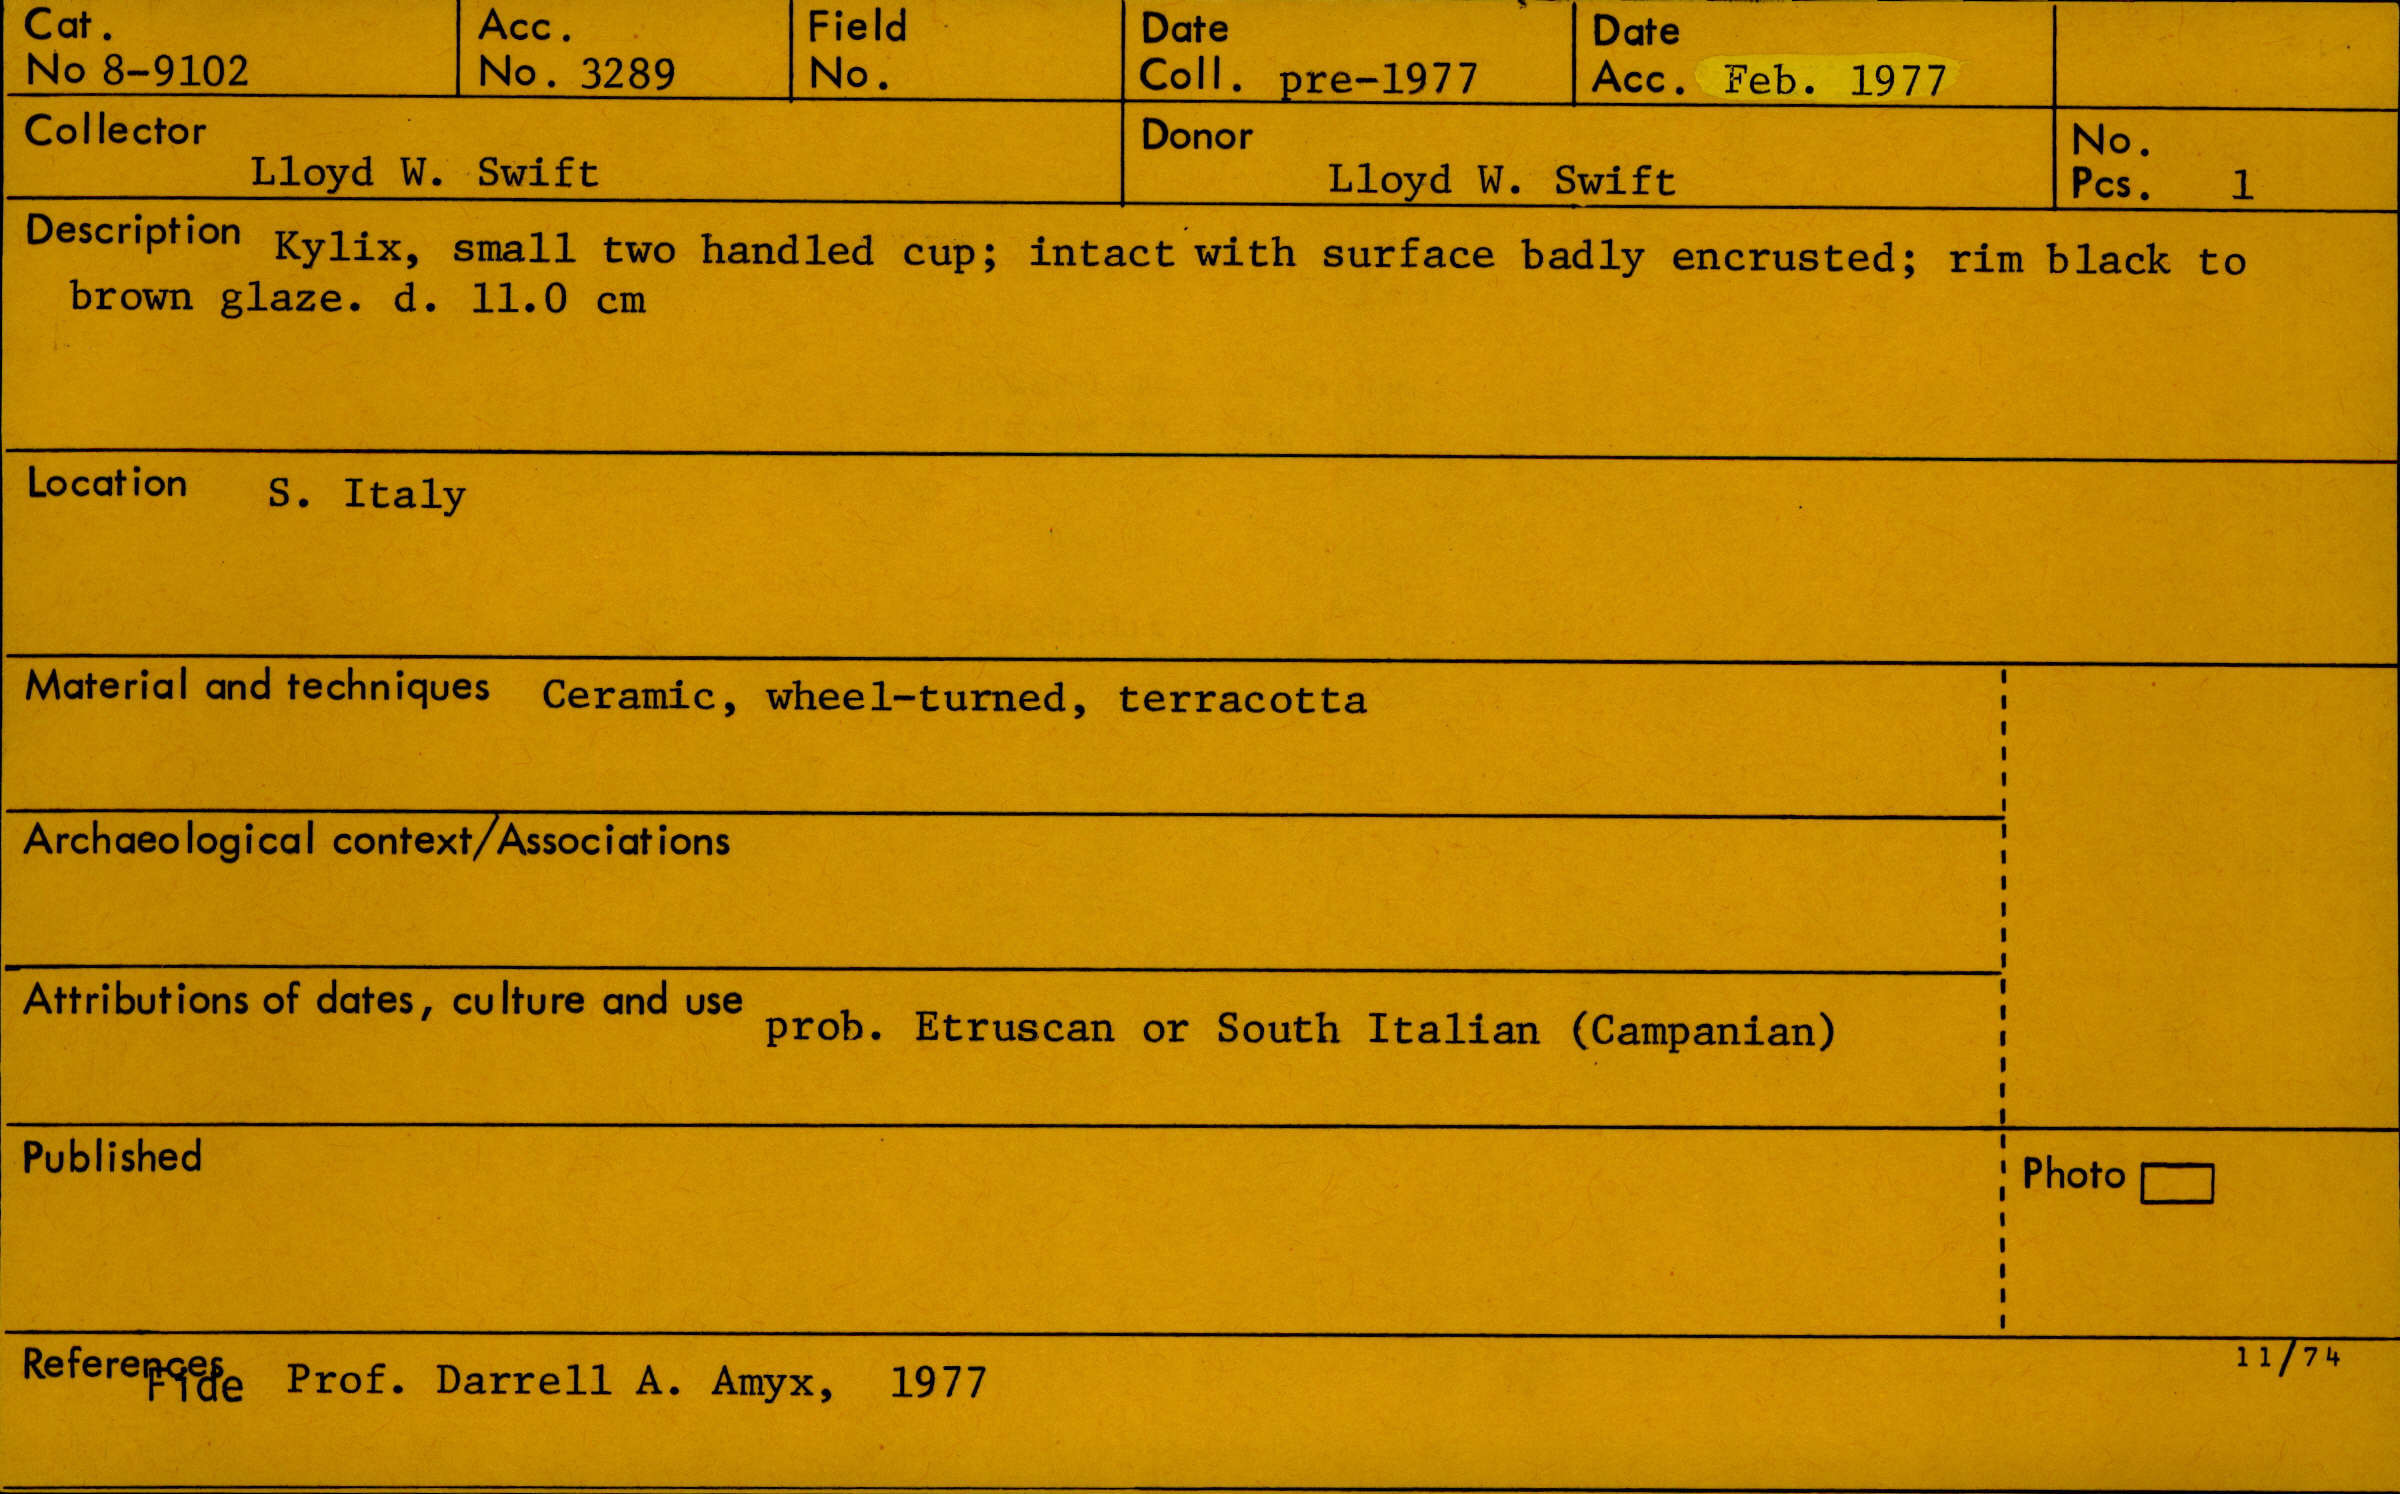 Cat. Acc. Field Date Date
No 8-9102 No. 3289 No. Coll. pre-1977 Acc. Feb. 1977
Collector Donor No.
Lloyd W. Swift Lloyd W. Swift Pcs. 1
Description Kylix, small two handled cup; intact with surface badly encrusted; rim black to
brown glaze. d. 11.0 cm
Location S. Italy
Material and techniques Ceramic, wheel-turned, terracotta
Archaeological context/Associations
Attributions of dates, culture and use prob. Etruscan or South Italian (Campanian)
Published
Photo
References 11/74
Fide Prof. Darrell A. Amyx, 1977